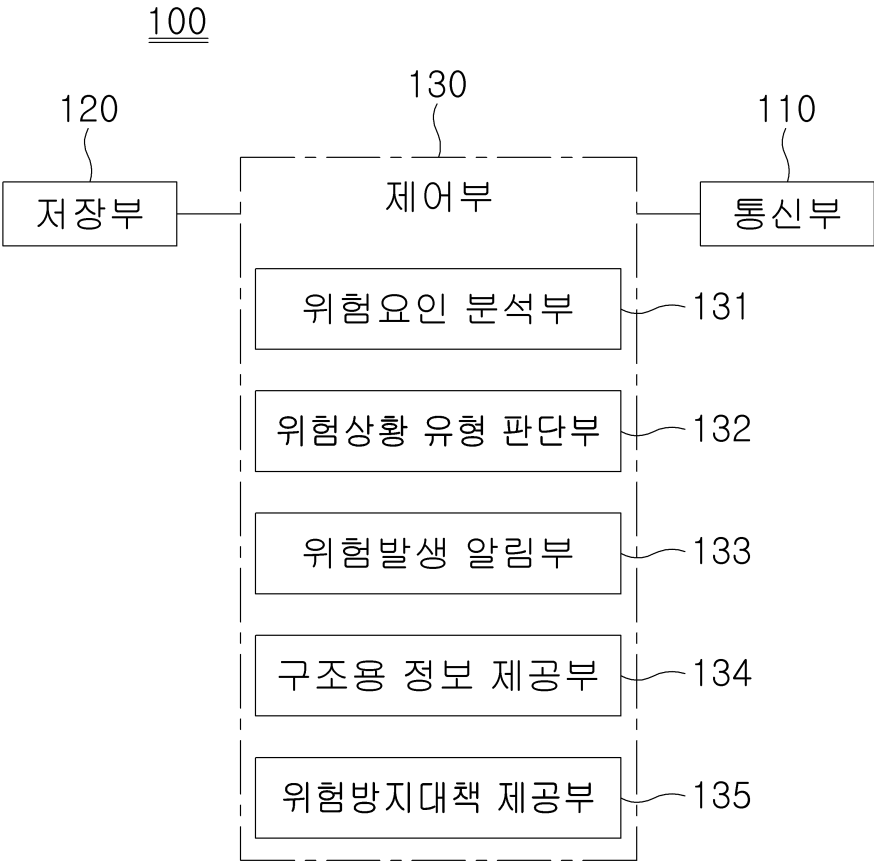 100
120
130
110
저장부
제어부
통신부
위험요인 분석부
131
위험상황 유형 판단부
132
위험발생 알림부
133
구조용 정보 제공부
134
위험방지대책 제공부
135